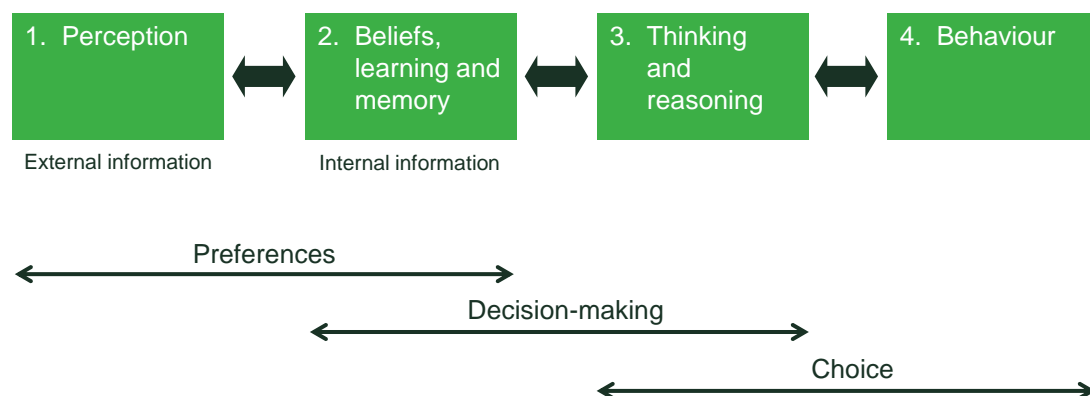 1. Perception
2. Beliefs,
learning and
memory
3. Thinking
and
reasoning
4. Behaviour
External information
Internal information
Preferences
Decision-making
Choice